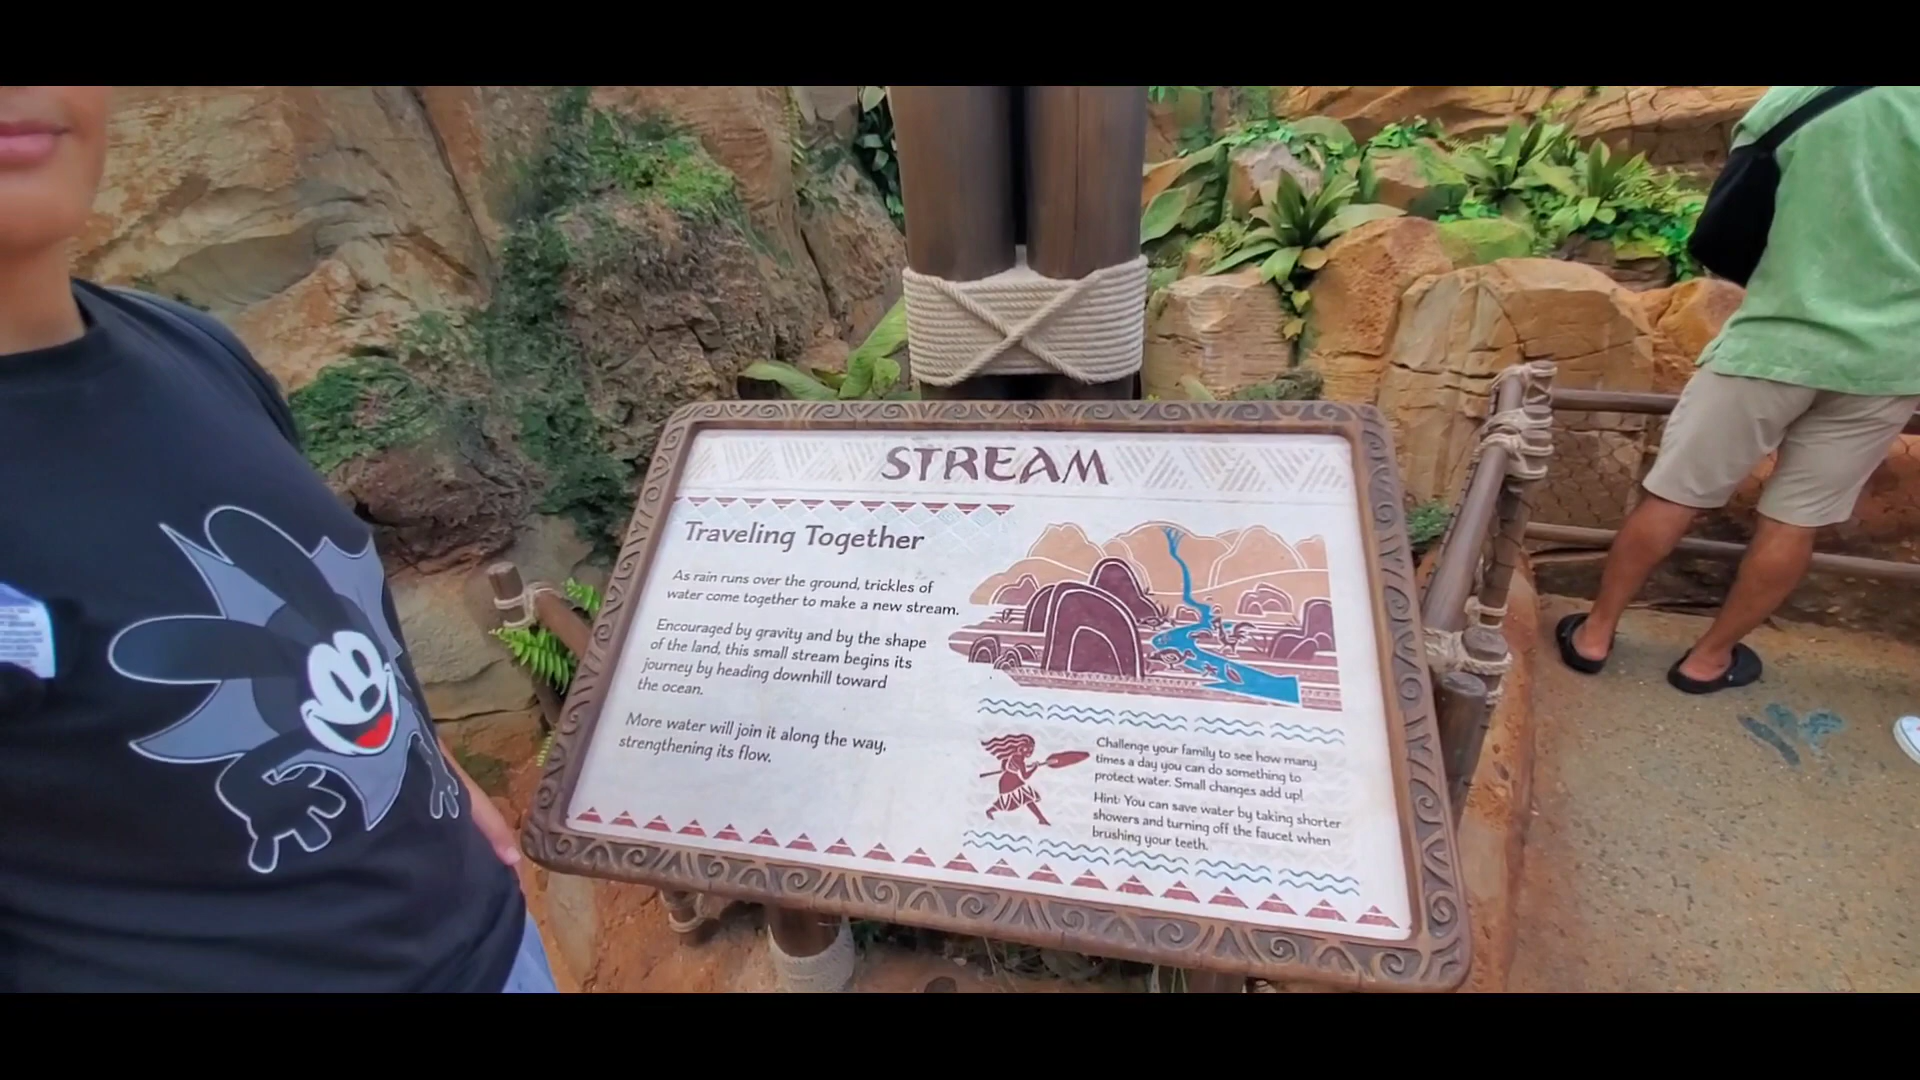 STREAM
Traveling Together
As rain runs over the ground, trickles of
water come together to make a new stream.
Encouraged by gravity and by the shape
of the land, this small stream begins its
journey by heading downhill toward
the ocean.
More water will join it along the way,
strengthening its flow.
Challenge your family to see how many
times a day you can do something to
protect water. Small changes add up!
Hint: You can save water by taking shorter
showers and turning off the faucet when
brushing your teeth.